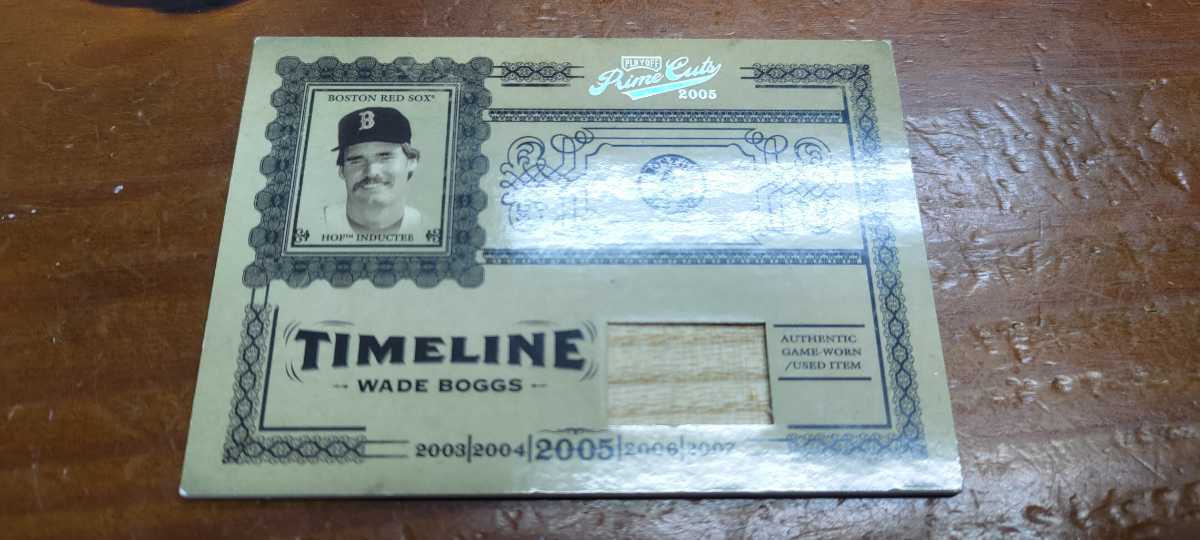 BOSTON RED SOX
B
HOF™ INDUCTEE
PLAYOFF
Prime Cuts
2005
TIMELINE
WADE BOGGS
AUTHENTIC
GAME-WORN
/USED ITEM
2003|2004|2005|2006|2007